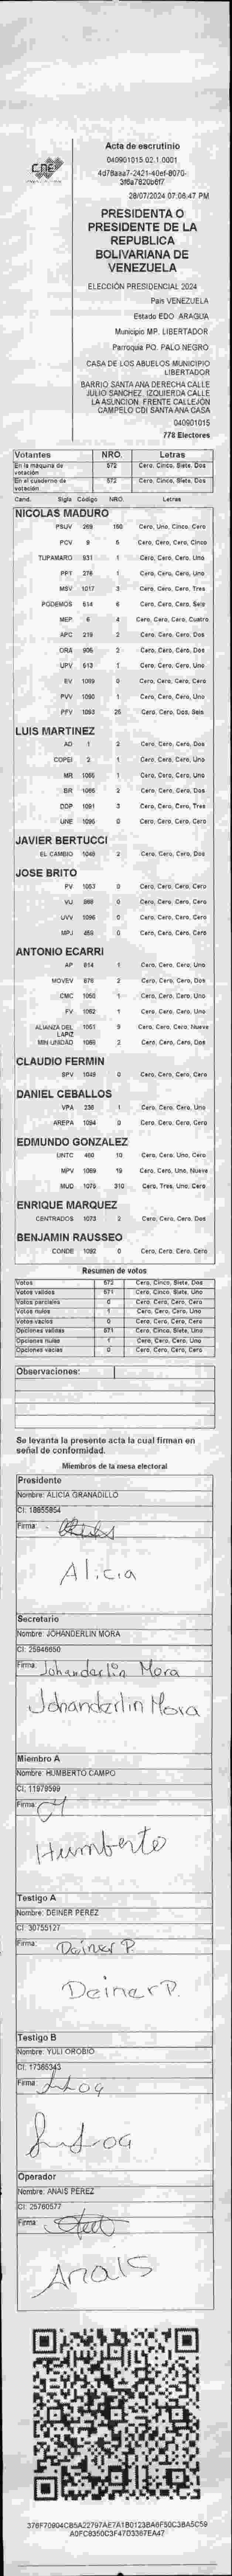 CNE
Acta de escrutinio
040901015.02.1.0001
28/07/2024 07:06:47 PM
PRESIDENTA O
PRESIDENTE DE LA
REPUBLICA
BOLIVARIANA DE
VENEZUELA
ELECCIÓN PRESIDENCIAL 2024
País VENEZUELA
Estado EDO. ARAGUA
Municipio MP. LIBERTADOR
Parroquia PO. PALO NEGRO
CASA DE LOS ABUELOS MUNICIPIO
LIBERTADOR
BARRIO SANTA ANA DERECHA CALLE
JULIO SANCHEZ. IZQUIERDA CALLE
LA ASUNCION. FRENTE CALLEJÓN
CAMPELO CDI SANTA ANA CASA
040901015
778 Electores
Votantes NRO. Letras
En la máquina de votación 572 Cero, Cinco, Siete, Dos
En el cuaderno de votación 572 Cero, Cinco, Siete, Dos
Cand. Sigla Código NRO. Letras
NICOLAS MADURO
PSUV 269 150 Cero, Uno, Cinco, Cero
PCV 8 5 Cero, Cero, Cero, Cinco
TUPAMARO 931 1 Cero, Cero, Cero, Uno
PPT 276 1 Cero, Cero, Cero, Uno
MSV 1017 3 Cero, Cero, Cero, Tres
PODEMOS 514 6 Cero, Cero, Cero, Seis
MEP 6 4 Cero, Cero, Cero, Cuatro
APC 219 2 Cero, Cero, Cero, Dos
ORA 906 2 Cero, Cero, Cero, Dos
UPV 613 1 Cero, Cero, Cero, Uno
EV 1089 0 Cero, Cero, Cero, Cero
PVV 1090 1 Cero, Cero, Cero, Uno
PFV 1093 26 Cero, Cero, Dos, Seis
LUIS MARTINEZ
AD 1 2 Cero, Cero, Cero, Dos
COPEI 2 1 Cero, Cero, Cero, Uno
MR 1065 1 Cero, Cero, Cero, Uno
BR 1066 2 Cero, Cero, Cero, Dos
DDP 1091 3 Cero, Cero, Cero, Tres
UNE 1095 0 Cero, Cero, Cero, Cero
JAVIER BERTUCCI
EL CAMBIO 1048 2 Cero, Cero, Cero, Dos
JOSE BRITO
PV 1053 0 Cero, Cero, Cero, Cero
VU 868 0 Cero, Cero, Cero, Cero
UVV 1096 0 Cero, Cero, Cero, Cero
MPJ 459 0 Cero, Cero, Cero, Cero
ANTONIO ECARRI
AP 814 1 Cero, Cero, Cero, Uno
MOVEV 878 2 Cero, Cero, Cero, Dos
CMC 1050 1 Cero, Cero, Cero, Uno
FV 1062 1 Cero, Cero, Cero, Uno
ALIANZA DEL LAPIZ 1061 9 Cero, Cero, Cero, Nueve
MIN UNIDAD 1069 2 Cero, Cero, Cero, Dos
CLAUDIO FERMIN
SPV 1049 0 Cero, Cero, Cero, Cero
DANIEL CEBALLOS
VPA 236 1 Cero, Cero, Cero, Uno
AREPA 1094 0 Cero, Cero, Cero, Cero
EDMUNDO GONZALEZ
UNTC 460 10 Cero, Cero, Uno, Cero
MPV 1069 19 Cero, Cero, Uno, Nueve
MUD 1075 310 Cero, Tres, Uno, Cero
ENRIQUE MARQUEZ
CENTRADOS 1073 2 Cero, Cero, Cero, Dos
BENJAMIN RAUSSEO
CONDE 1092 0 Cero, Cero, Cero, Cero
Resumen de votos
Votos 572 Cero, Cinco, Siete, Dos
Votos validos 571 Cero, Cinco, Siete, Uno
Votos parciales 0 Cero, Cero, Cero, Cero
Votos nulos 1 Cero, Cero, Cero, Uno
Votos vacíos 0 Cero, Cero, Cero, Cero
Opciones validas 571 Cero, Cinco, Siete, Uno
Opciones nulas 1 Cero, Cero, Cero, Uno
Opciones vacías 0 Cero, Cero, Cero, Cero
Observaciones:
Se levanta la presente acta la cual firman en
señal de conformidad.
Miembros de la mesa electoral
Presidente
Nombre: ALICIA GRANADILLO
CI: 18655854
Firma:
Alicia
Secretario
Nombre: JOHANDERLIN MORA
CI: 25946650
Firma: Johanderlin Mora
Johanderlin Mora
Miembro A
Nombre: HUMBERTO CAMPO
CI: 11979599
Firma:
Humberto
Testigo A
Nombre: DEINER PEREZ
CI: 30755127
Firma: Deiner P.
Deiner P.
Testigo B
Nombre: YULI OROBIO
CI: 17365343
Firma:
Operador
Nombre: ANAIS PEREZ
CI: 25760577
Firma:
Anais